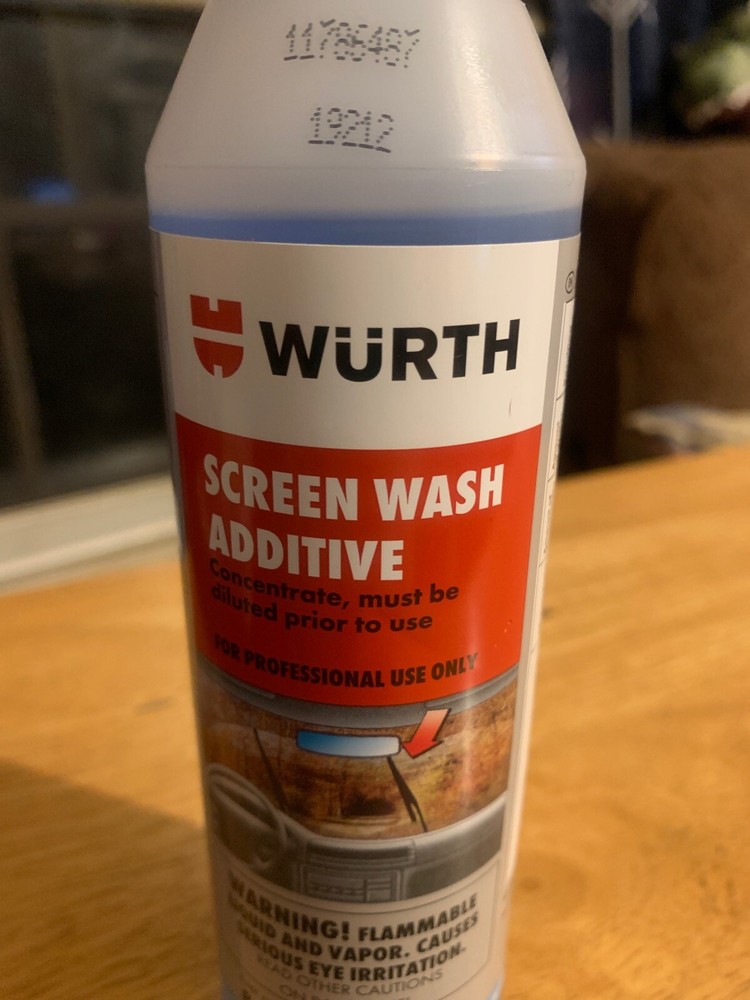 11786487
19212
WÜRTH
SCREEN WASH
ADDITIVE
Concentrate, must be
diluted prior to use
FOR PROFESSIONAL USE ONLY
WARNING! FLAMMABLE
LIQUID AND VAPOR. CAUSES
SERIOUS EYE IRRITATION.
READ OTHER CAUTIONS
ON